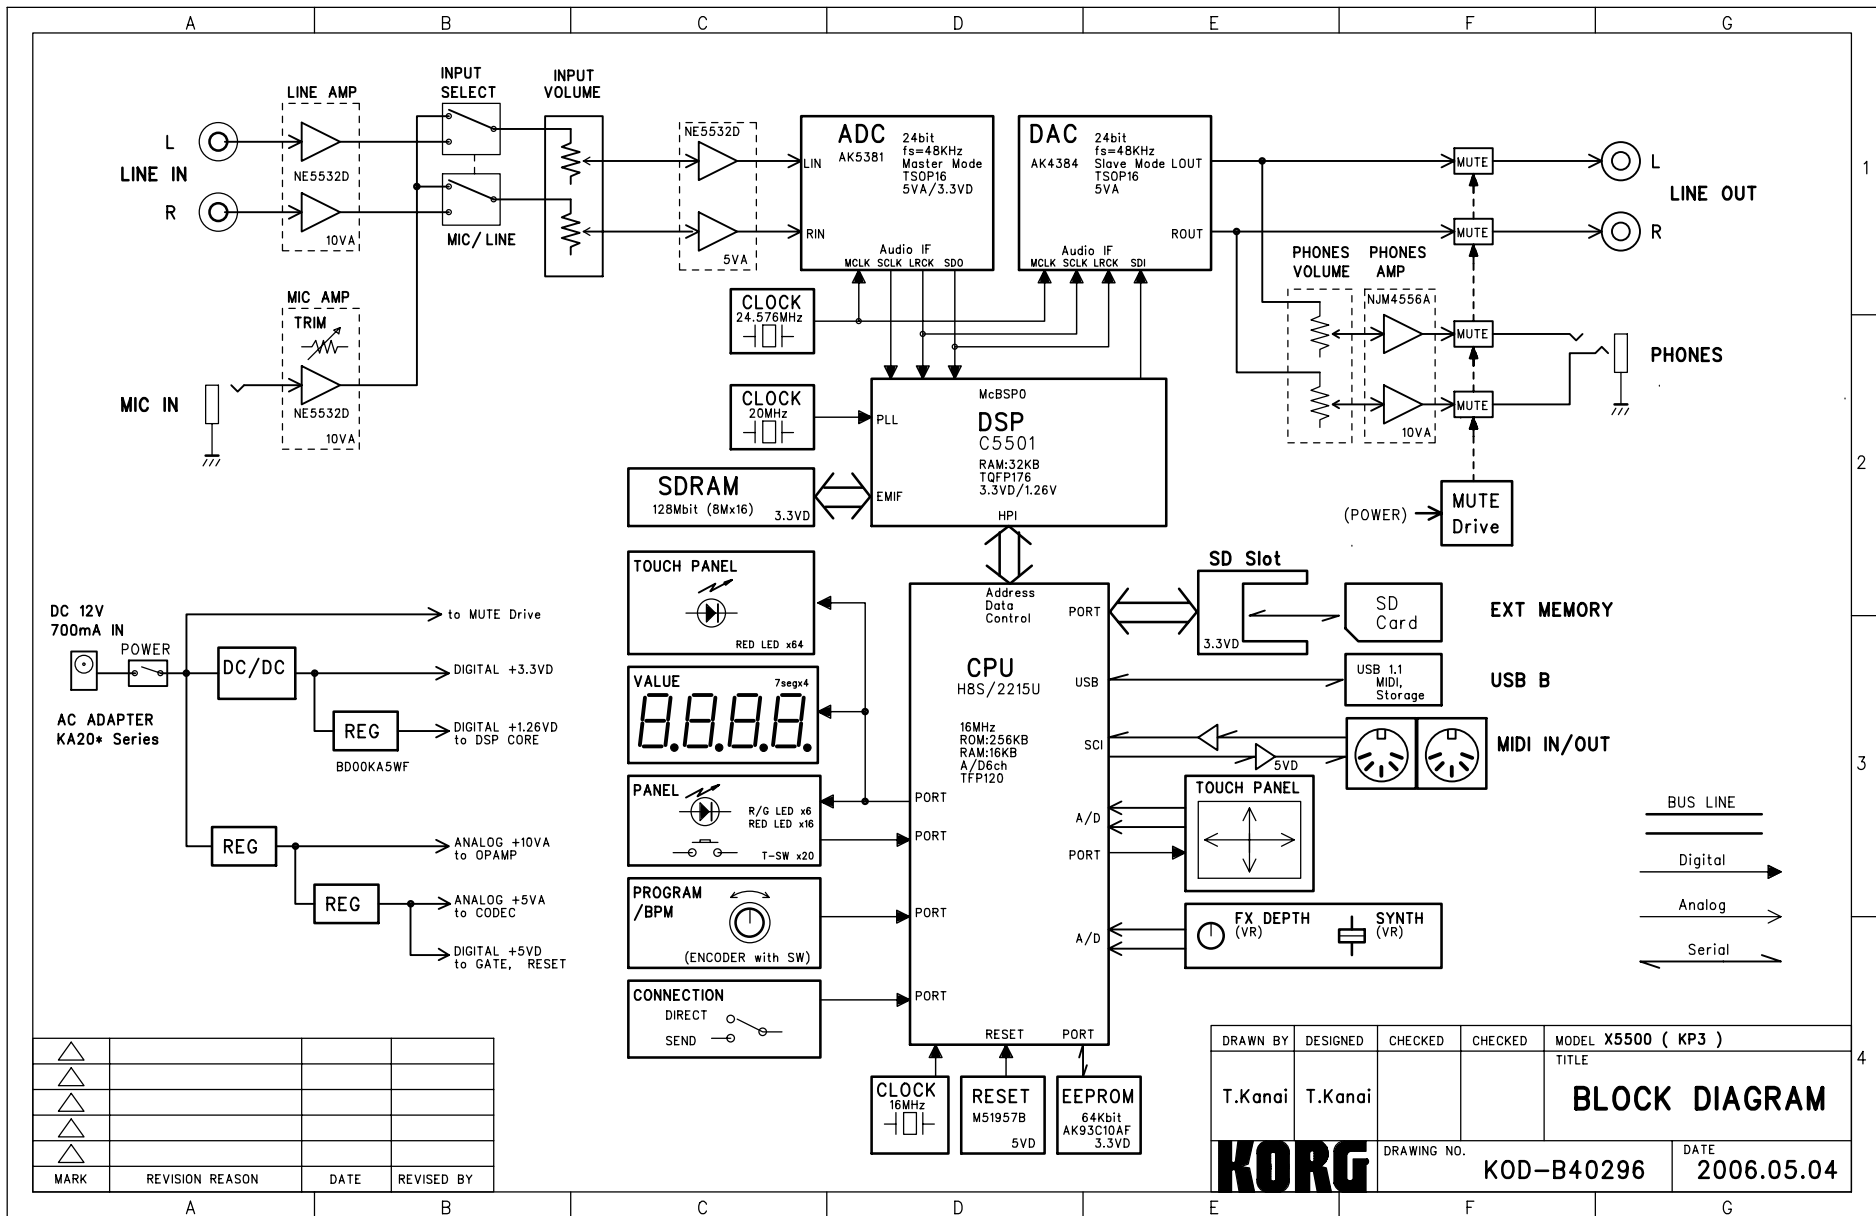 A B C D E F G
INPUT SELECT
INPUT VOLUME
LINE AMP
L
LINE IN
R
NE5532D
10VA
MIC/LINE
MIC AMP
TRIM
MIC IN
NE5532D
10VA
NE5532D
5VA
LIN
RIN
ADC
AK5381
24bit
fs=48KHz
Master Mode
TSOP16
5VA/3.3VD
Audio IF
MCLK SCLK LRCK SDO
DAC
AK4384
24bit
fs=48KHz
Slave Mode LOUT
TSOP16
5VA
ROUT
Audio IF
MCLK SCLK LRCK SDI
MUTE
MUTE
L
LINE OUT
R
1
PHONES VOLUME
PHONES AMP
NJM4556A
10VA
MUTE
MUTE
PHONES
CLOCK
24.576MHz
CLOCK
20MHz
PLL
McBSP0
DSP
C5501
RAM:32KB
TQFP176
3.3VD/1.26V
EMIF
HPI
SDRAM
128Mbit (8Mx16)
3.3VD
2
(POWER)
MUTE
Drive
TOUCH PANEL
RED LED x64
VALUE
7segx4
8.8.8.8.
PANEL
R/G LED x6
RED LED x16
T-SW x20
PROGRAM
/BPM
(ENCODER with SW)
CONNECTION
DIRECT
SEND
Address
Data
Control
CPU
H8S/2215U
16MHz
ROM:256KB
RAM:16KB
A/D6ch
TFP120
PORT
PORT
PORT
PORT
PORT
USB
SCI
A/D
PORT
A/D
RESET
PORT
SD Slot
3.3VD
SD
Card
EXT MEMORY
USB 1.1
MIDI,
Storage
USB B
5VD
MIDI IN/OUT
TOUCH PANEL
FX DEPTH
(VR)
SYNTH
(VR)
3
BUS LINE
Digital
Analog
Serial
DC 12V
700mA IN
POWER
AC ADAPTER
KA20* Series
DC/DC
REG
BD00KA5WF
REG
REG
to MUTE Drive
DIGITAL +3.3VD
DIGITAL +1.26VD
to DSP CORE
ANALOG +10VA
to OPAMP
ANALOG +5VA
to CODEC
DIGITAL +5VD
to GATE, RESET
CLOCK
16MHz
RESET
M51957B
5VD
EEPROM
64Kbit
AK93C10AF
3.3VD
4
MARK REVISION REASON DATE REVISED BY
DRAWN BY DESIGNED CHECKED CHECKED MODEL X5500 ( KP3 )
T.Kanai T.Kanai
TITLE
BLOCK DIAGRAM
KORG
DRAWING NO.
KOD-B40296
DATE
2006.05.04
A B C D E F G